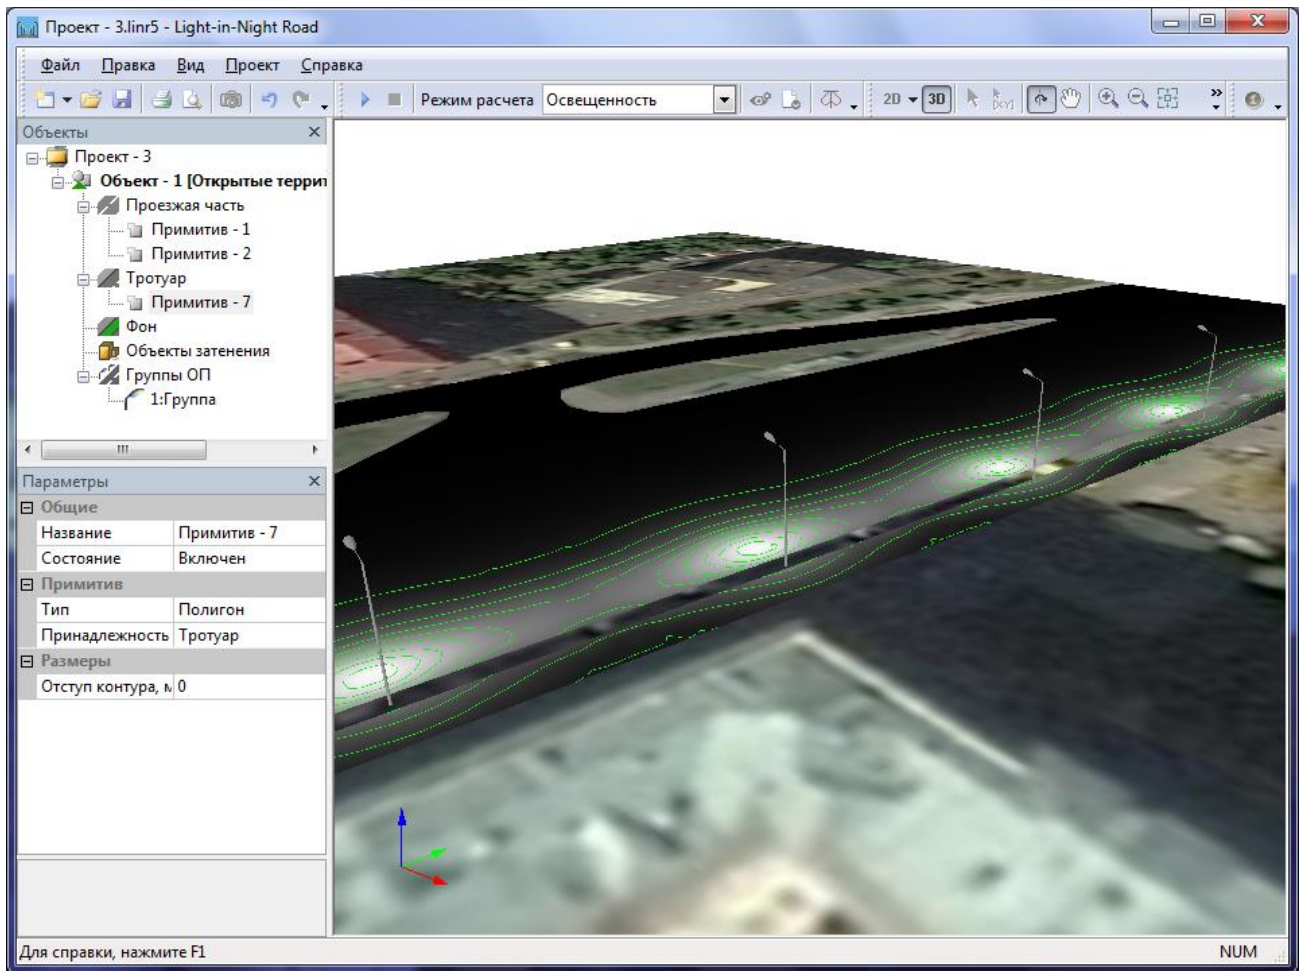 Проект - 3.linr5 - Light-in-Night Road
Файл Правка Вид Проект Справка
Режим расчета Освещенность 2D 3D
Объекты
Проект - 3
Объект - 1 [Открытые террит
Проезжая часть
Примитив - 1
Примитив - 2
Тротуар
Примитив - 7
Фон
Объекты затенения
Группы ОП
1:Группа
Параметры
Общие
Название Примитив - 7
Состояние Включен
Примитив
Тип Полигон
Принадлежность Тротуар
Размеры
Отступ контура, м 0
Для справки, нажмите F1 NUM